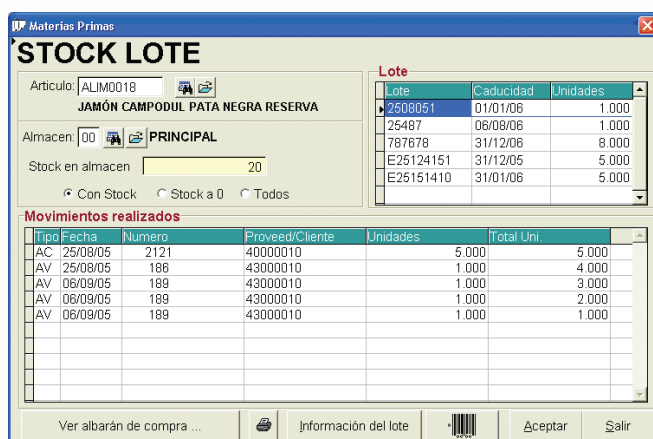 Materias Primas
STOCK LOTE
Articulo: ALIM0018
JAMÓN CAMPODUL PATA NEGRA RESERVA
Almacen: 00 PRINCIPAL
Stock en almacen 20
Con Stock Stock a 0 Todos
Lote
Lote Caducidad Unidades
2508051 01/01/06 1.000
25487 06/08/06 1.000
787678 31/12/06 8.000
E25124151 31/12/05 5.000
E25151410 31/01/06 5.000
Movimientos realizados
Tipo Fecha Numero Proveed/Cliente Unidades Total Uni.
AC 25/08/05 2121 40000010 5.000 5.000
AV 25/08/05 186 43000010 1.000 4.000
AV 06/09/05 189 43000010 1.000 3.000
AV 06/09/05 189 43000010 1.000 2.000
AV 06/09/05 189 43000010 1.000 1.000
Ver albarán de compra ... Información del lote Aceptar Salir